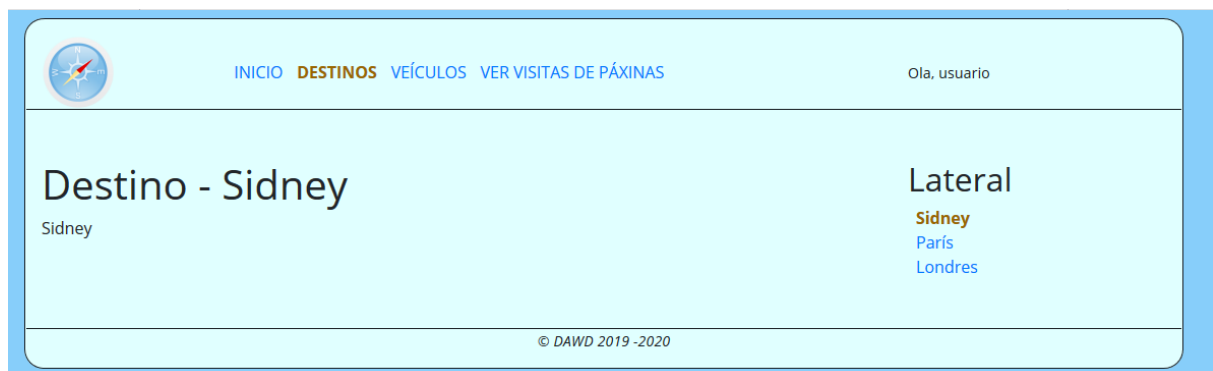 N
W E
S
INICIO DESTINOS VEÍCULOS VER VISITAS DE PÁXINAS
Ola, usuario
Destino - Sidney
Sidney
Lateral
Sidney
París
Londres
© DAWD 2019 -2020